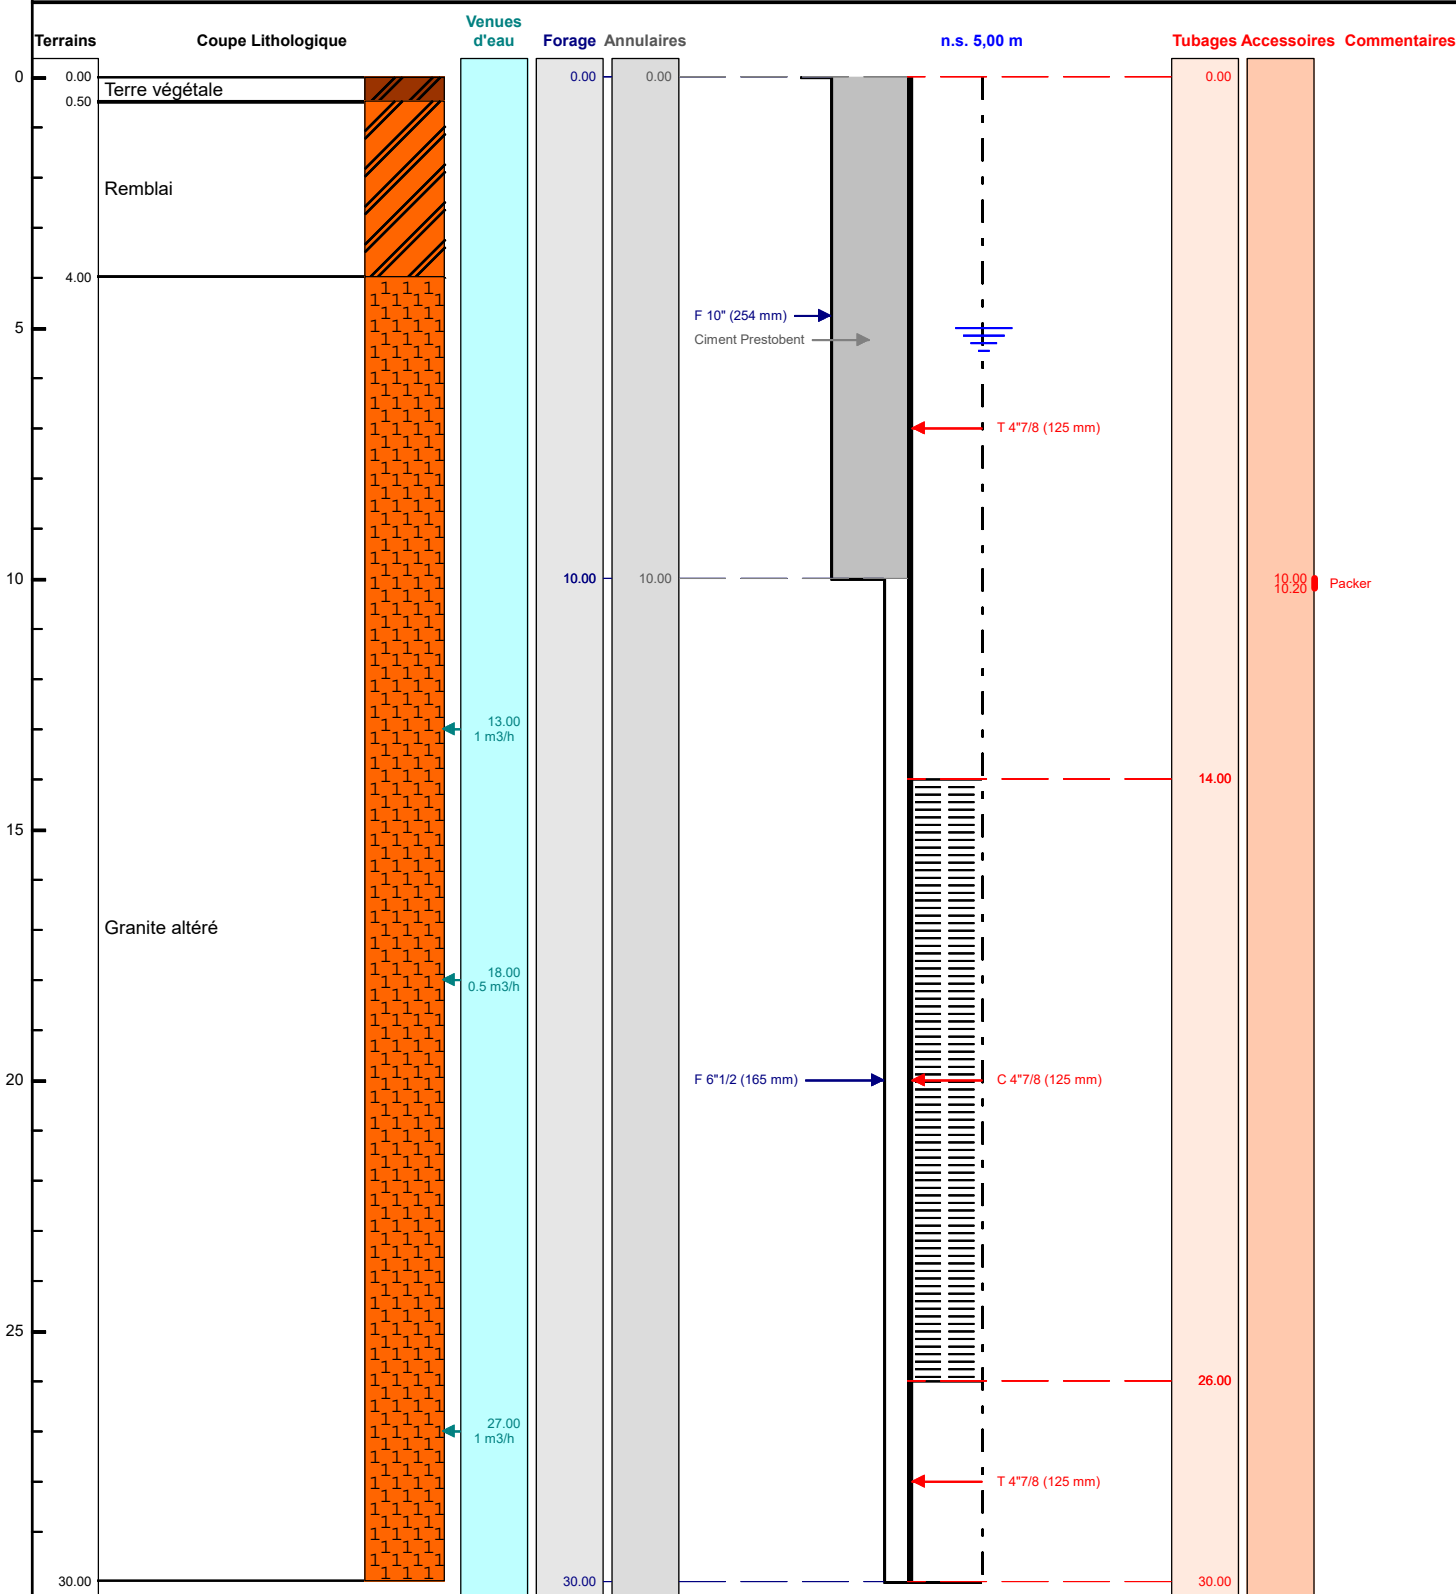 Terrains
Coupe Lithologique
Venues
d'eau
Forage
Annulaires
n.s. 5,00 m
Tubages
Accessoires
Commentaires
0
0.00
0.00
0.00
0.00
Terre végétale
0.50
Remblai
4.00
F 10" (254 mm)
5
Ciment Prestobent
T 4"7/8 (125 mm)
10
10.00
10.00
10.00
10.20
Packer
13.00
1 m3/h
14.00
15
Granite altéré
18.00
0.5 m3/h
20
F 6"1/2 (165 mm)
C 4"7/8 (125 mm)
25
26.00
27.00
1 m3/h
T 4"7/8 (125 mm)
30.00
30.00
30.00